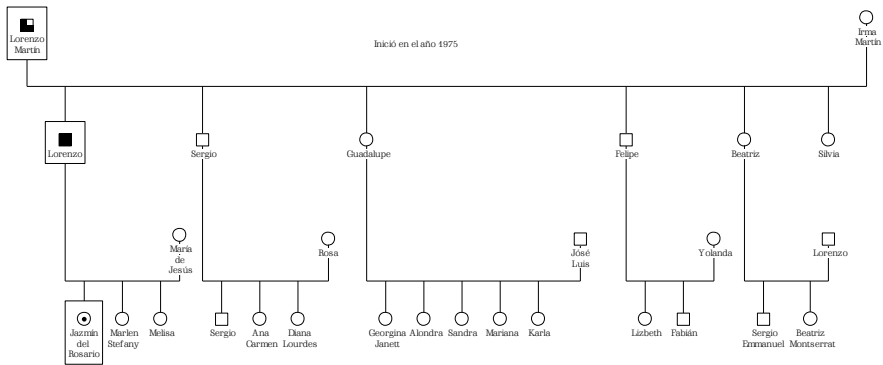 Lorenzo
Martín
Inició en el año 1975
Irma
Martín
Lorenzo
Sergio
Guadalupe
Felipe
Beatriz
Silvia
María
de
Jesús
Rosa
Jósé
Luis
Yolanda
Lorenzo
Jazmin
del
Rosario
Marlen
Stefany
Melisa
Sergio
Ana
Carmen
Diana
Lourdes
Georgina
Janett
Alondra
Sandra
Mariana
Karla
Lizbeth
Fabián
Sergio
Emmanuel
Beatriz
Montserrat